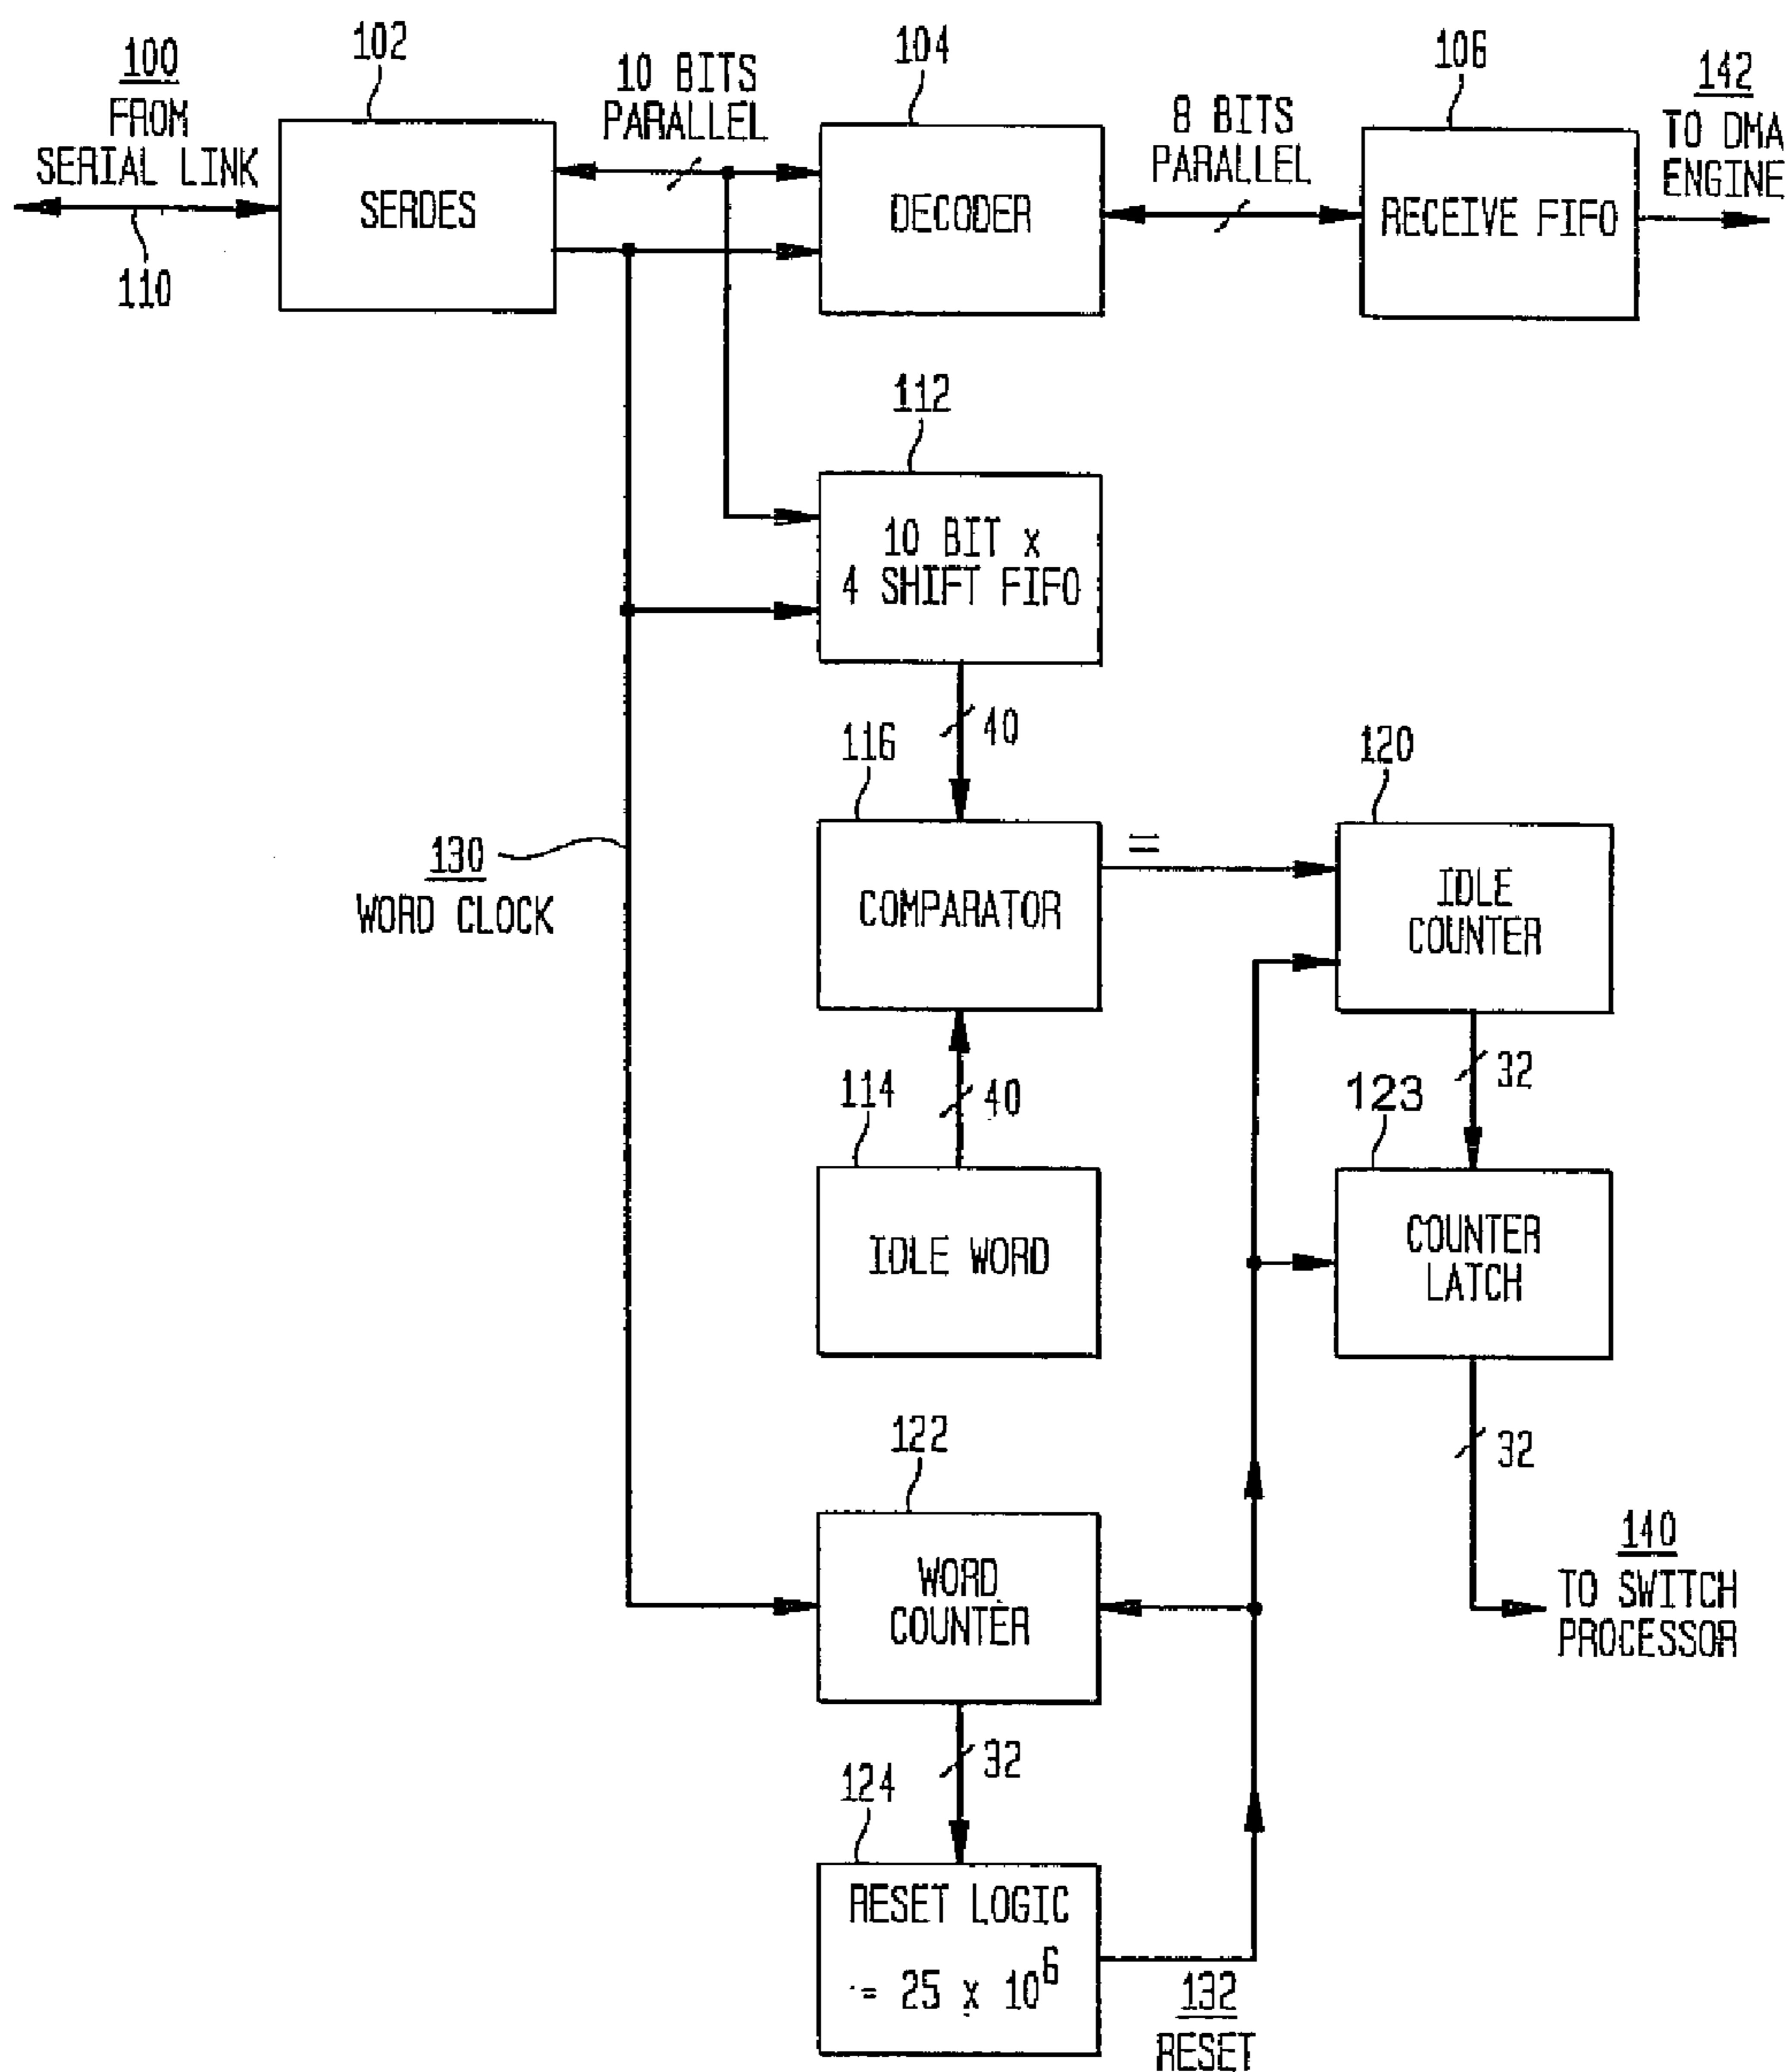 100
FROM
SERIAL LINK
110
102
SERDES
10 BITS
PARALLEL
104
DECODER
8 BITS
PARALLEL
106
RECEIVE FIFO
142
TO DMA
ENGINE
112
10 BIT x
4 SHIFT FIFO
40
116
COMPARATOR
=
120
IDLE
COUNTER
130
WORD CLOCK
32
114
40
IDLE WORD
123
COUNTER
LATCH
32
122
WORD
COUNTER
140
TO SWITCH
PROCESSOR
32
124
RESET LOGIC
= 25 x 10⁶
132
RESET